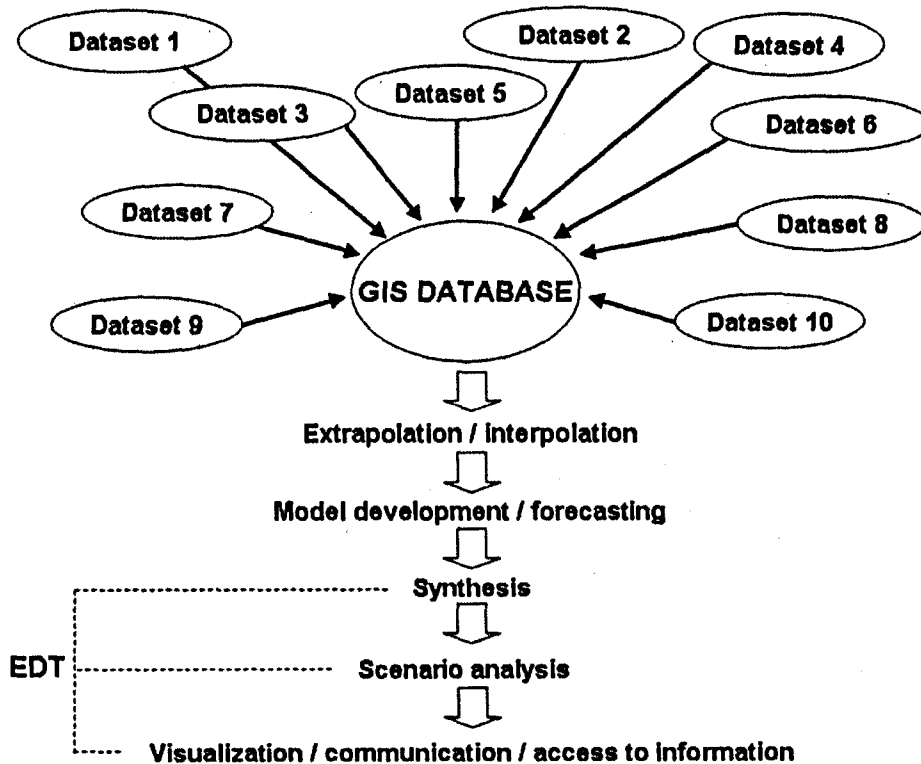 Dataset 1
Dataset 2
Dataset 4
Dataset 3
Dataset 5
Dataset 6
Dataset 7
Dataset 8
GIS DATABASE
Dataset 9
Dataset 10
Extrapolation / interpolation
Model development / forecasting
Synthesis
EDT
Scenario analysis
Visualization / communication / access to information